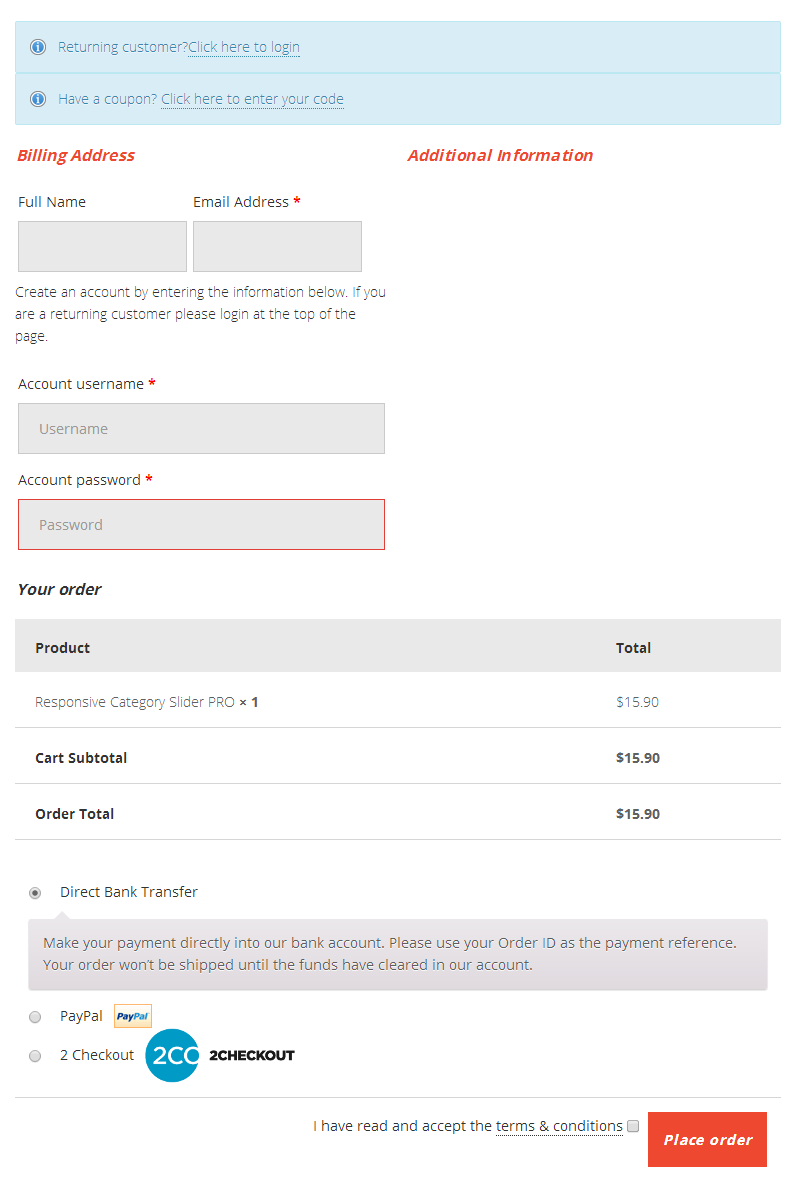 Returning customer?Click here to login
Have a coupon? Click here to enter your code
Billing Address
Additional Information
Full Name
Email Address *
Create an account by entering the information below. If you
are a returning customer please login at the top of the
page.
Account username *
Username
Account password *
Password
Your order
Product Total
Responsive Category Slider PRO × 1 $15.90
Cart Subtotal $15.90
Order Total $15.90
Direct Bank Transfer
Make your payment directly into our bank account. Please use your Order ID as the payment reference.
Your order won't be shipped until the funds have cleared in our account.
PayPal PayPal
2 Checkout 2CO 2CHECKOUT
I have read and accept the terms & conditions
Place order